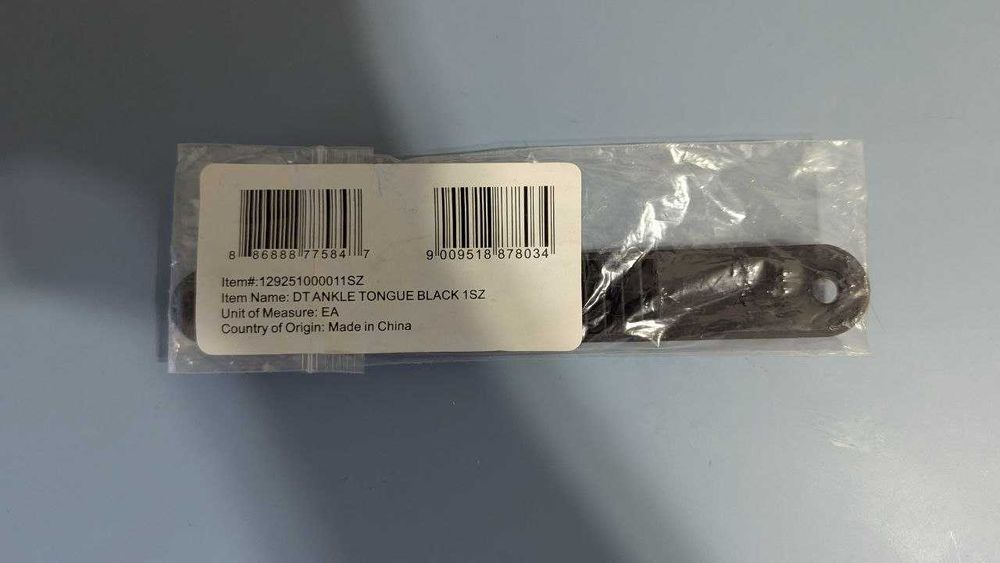 8 86888 77584 7
9 009518 878034
Item#:129251000011SZ
Item Name: DT ANKLE TONGUE BLACK 1SZ
Unit of Measure: EA
Country of Origin: Made in China